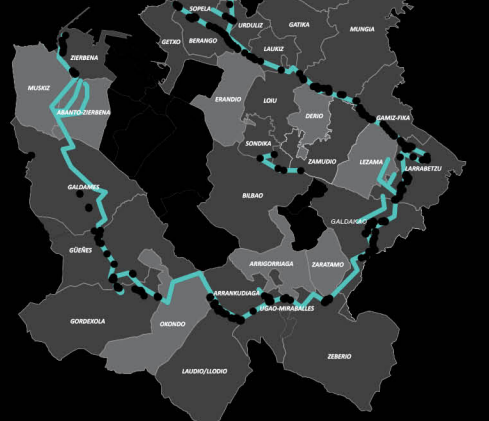 SOPELA
URDULIZ
GATIKA
MUNGIA
GETXO
BERANGO
LAUKIZ
ZIERBENA
MUSKIZ
ABANTO-ZIERBENA
ERANDIO
LOIU
DERIO
GAMIZ-FIKA
SONDIKA
ZAMUDIO
LEZAMA
LARRABETZU
GALDAMES
BILBAO
GALDAKAO
GÜEÑES
ARRIGORRIAGA
ZARATAMO
ARRANKUDIAGA
UGAO-MIRABALLES
GORDEXOLA
OKONDO
ZEBERIO
LAUDIO/LLODIO